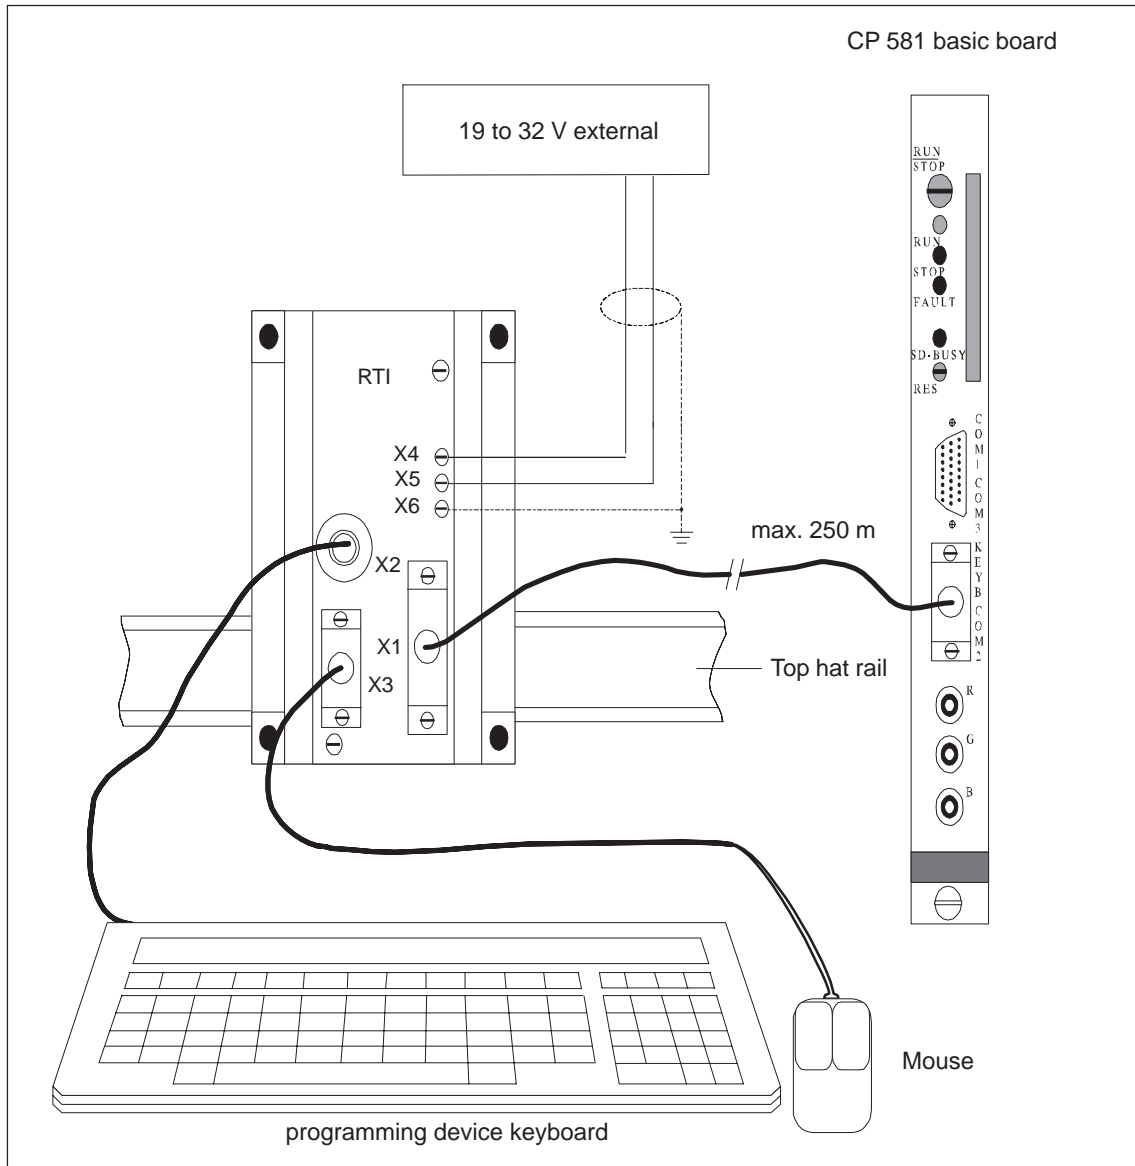 CP 581 basic board
19 to 32 V external
RUN
STOP
RUN
STOP
FAULT
SD-BUSY
RES
RTI
X4
X5
X6
COM1 COM3
max. 250 m
X2
KEYB COM2
X1
Top hat rail
X3
R
G
B
Mouse
programming device keyboard